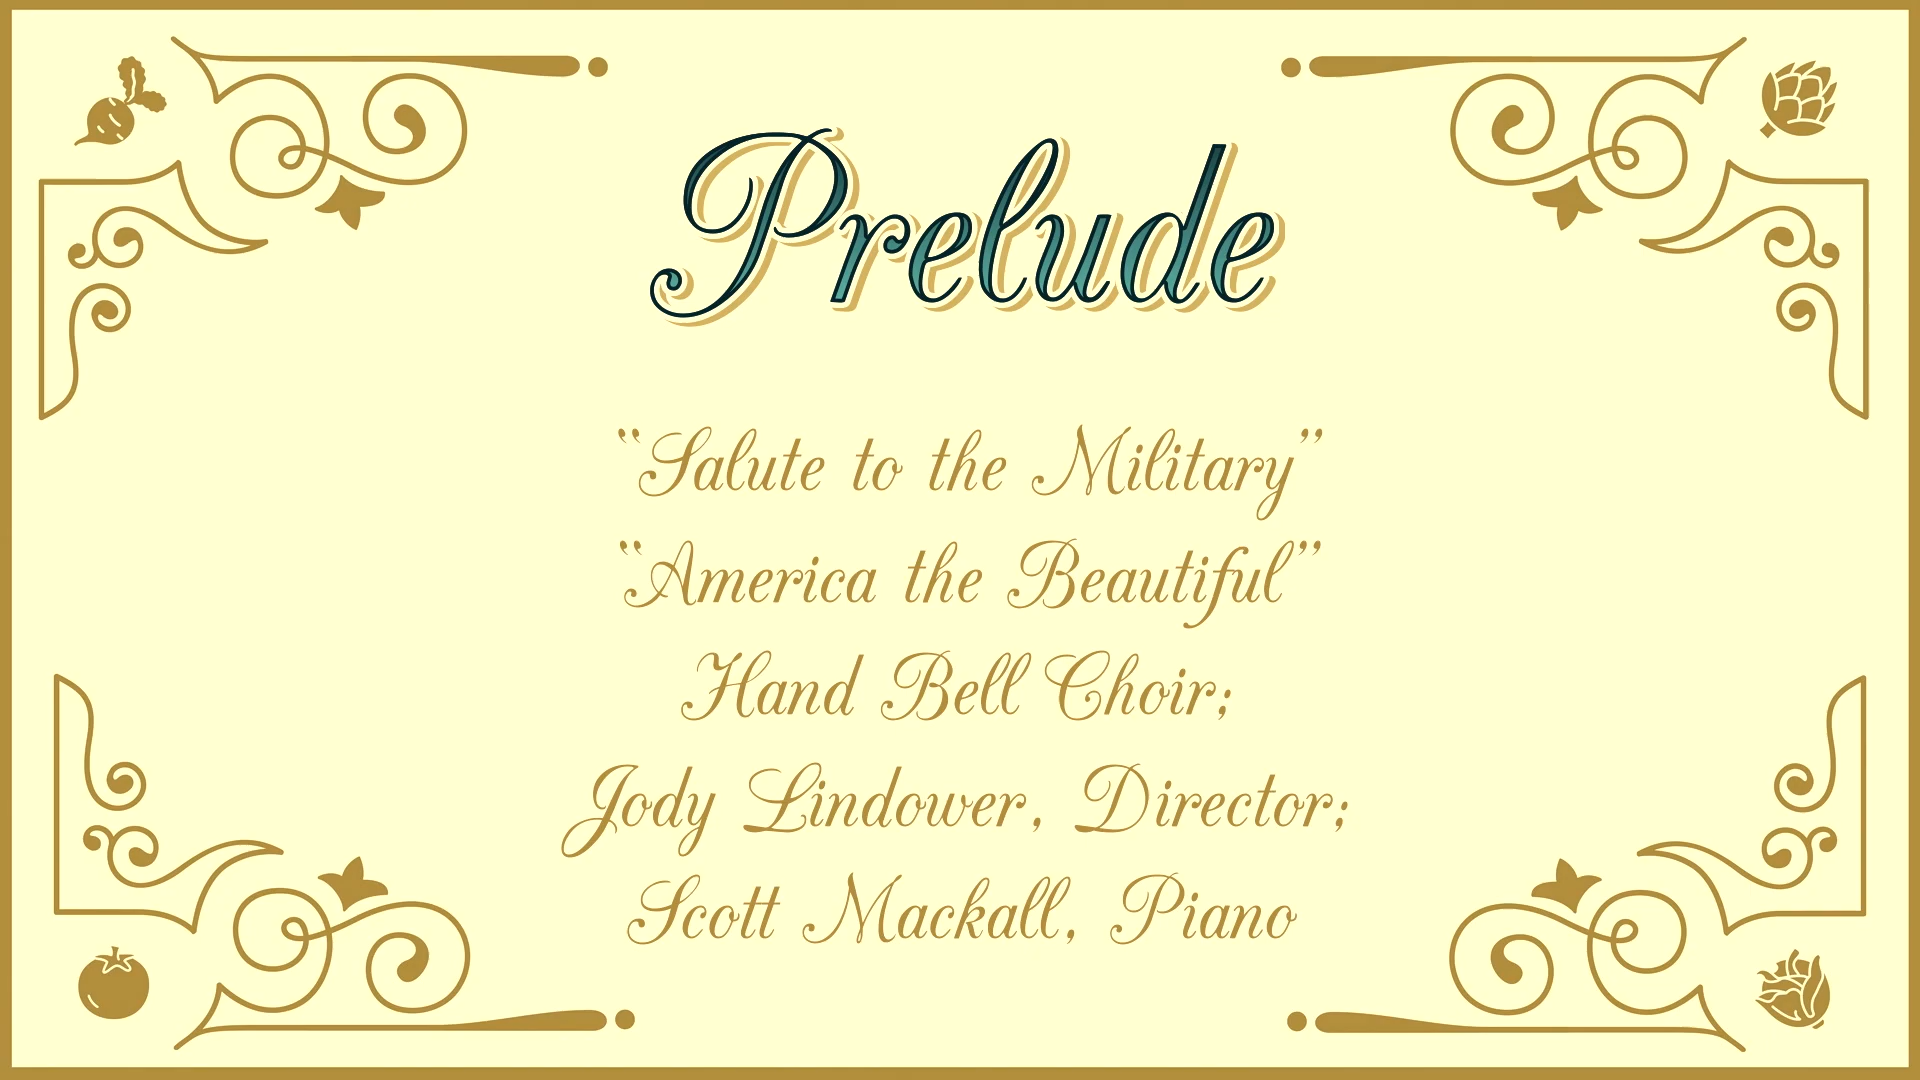 Prelude
“Salute to the Military”
“America the Beautiful”
Hand Bell Choir;
Jody Lindower, Director;
Scott Mackall, Piano